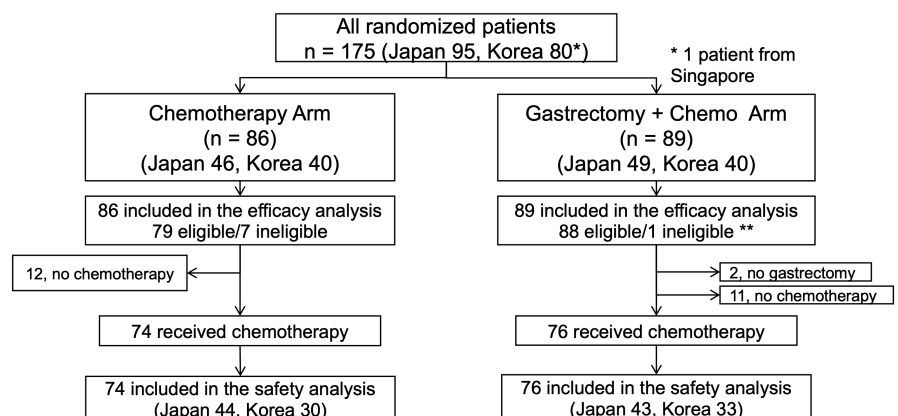 All randomized patients
n = 175 (Japan 95, Korea 80*)
* 1 patient from
Singapore
Chemotherapy Arm
(n = 86)
(Japan 46, Korea 40)
Gastrectomy + Chemo Arm
(n = 89)
(Japan 49, Korea 40)
86 included in the efficacy analysis
79 eligible/7 ineligible
89 included in the efficacy analysis
88 eligible/1 ineligible **
12, no chemotherapy
2, no gastrectomy
11, no chemotherapy
74 received chemotherapy
76 received chemotherapy
74 included in the safety analysis
(Japan 44, Korea 30)
76 included in the safety analysis
(Japan 43, Korea 33)